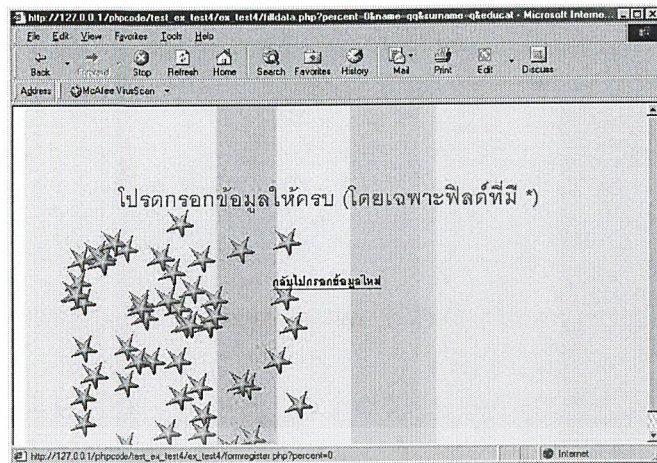 http://127.0.0.1/phpcode/test_ex_test4/ex_test4/filldata.php?percent=0&name=qq&surname=q&educat - Microsoft Interne...
File Edit View Favorites Tools Help
Back Forward Stop Refresh Home Search Favorites History Mail Print Edit Discuss
Address McAfee VirusScan
โปรดกรอกข้อมูลให้ครบ (โดยเฉพาะฟิลด์ที่มี *)
กลับไปกรอกข้อมูลใหม่
http://127.0.0.1/phpcode/test_ex_test4/ex_test4/formregister.php?percent=0 Internet